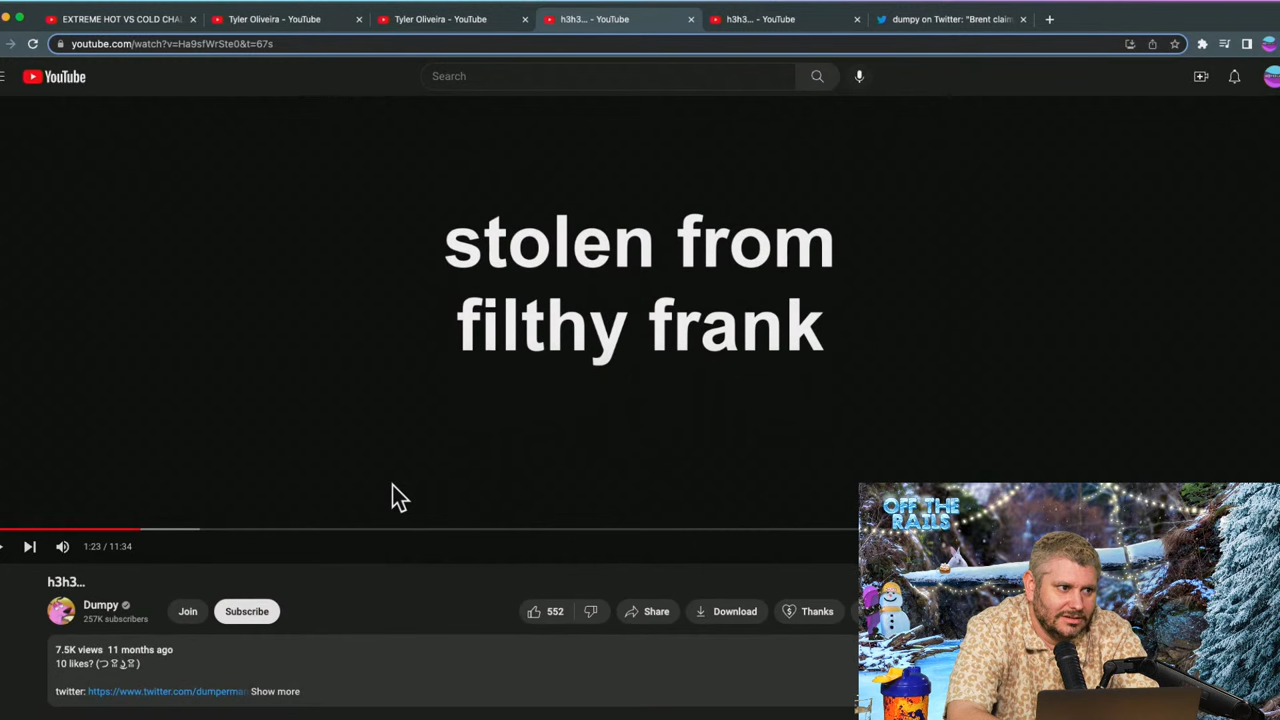 EXTREME HOT VS COLD CHA
Tyler Oliveira - YouTube
Tyler Oliveira - YouTube
h3h3... - YouTube
h3h3... - YouTube
dumpy on Twitter: "Brent claim
youtube.com/watch?v=Ha9sfWrSte0&t=67s
YouTube
Search
stolen from
filthy frank
OFF THE
RAILS
1:23 / 11:34
h3h3...
Dumpy
257K subscribers
Join
Subscribe
552
Share
Download
Thanks
7.5K views 11 months ago
10 likes? (つ ʖ̯)
twitter: https://www.twitter.com/dumperma
Show more